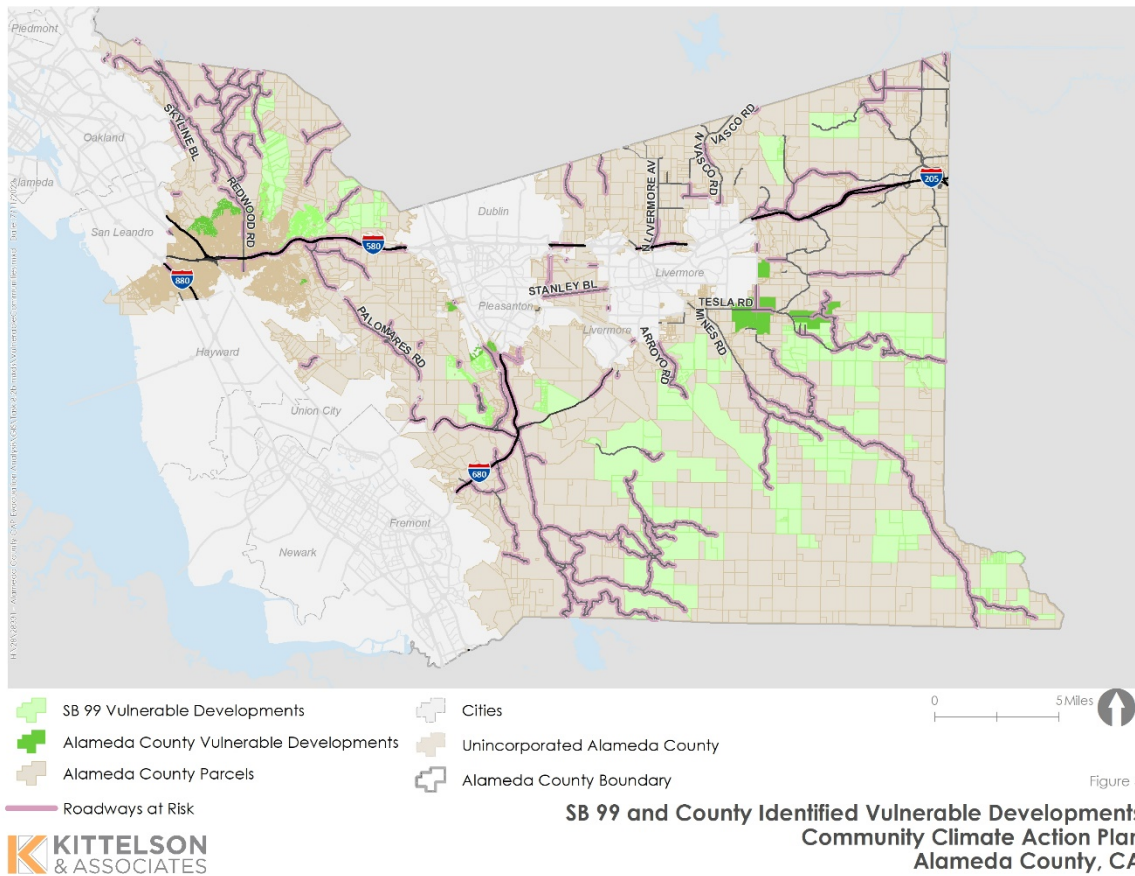 Piedmont
Oakland
Alameda
SKYLINE BL
REDWOOD RD
San Leandro
880
580
Hayward
Union City
PALOMARES RD
Dublin
Pleasanton
STANLEY BL
Livermore
N LIVERMORE AV
N VASCO RD
VASCO RD
205
Livermore
TESLA RD
MINES RD
ARROYO RD
680
Fremont
Newark
SB 99 Vulnerable Developments
Alameda County Vulnerable Developments
Alameda County Parcels
Roadways at Risk
Cities
Unincorporated Alameda County
Alameda County Boundary
0 5 Miles
Figure
SB 99 and County Identified Vulnerable Developments
Community Climate Action Plan
Alameda County, CA
KITTELSON
& ASSOCIATES